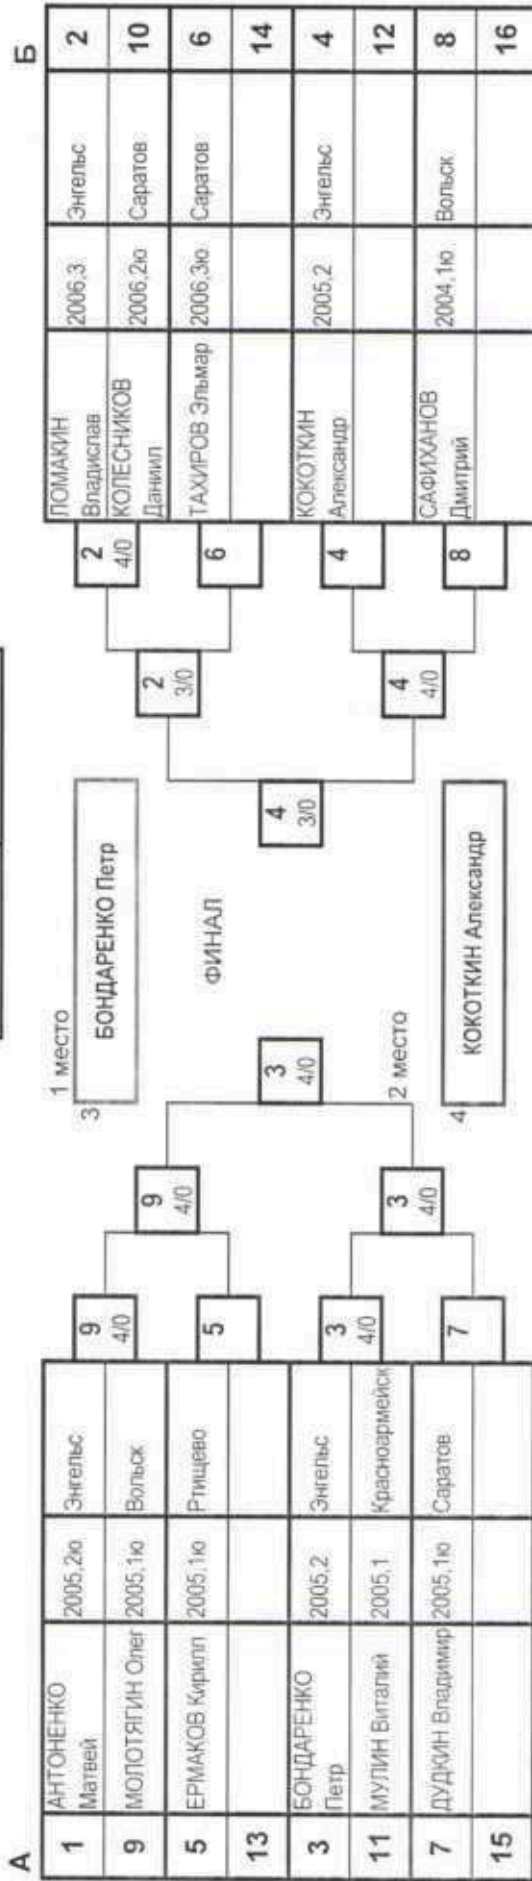 А
1 АНТОНЕНКО Матвей 2005,2ю Энгельс
9 МОЛОТЯГИН Олег 2005,1ю Вольск
5 ЕРМАКОВ Кирилл 2005,1ю Ртищево
13
3 БОНДАРЕНКО Петр 2005,2 Энгельс
11 МУЛИН Виталий 2005,1 Красноармейск
7 ДУДКИН Владимир 2005,1ю Саратов
15
9
4/0
5
3
4/0
7
9
4/0
3
4/0
3
4/0
1 место
3
БОНДАРЕНКО Петр
ФИНАЛ
2 место
4
КОКОТКИН Александр
4
3/0
2
3/0
4
4/0
2
4/0
6
4
8
Б
ЛОМАКИН Владислав 2006,3 Энгельс 2
КОЛЕСНИКОВ Даниил 2006,2ю Саратов 10
ТАХИРОВ Эльмар 2006,3ю Саратов 6
14
КОКОТКИН Александр 2005,2 Энгельс 4
12
САФИХАНОВ Дмитрий 2004,1ю Вольск 8
16